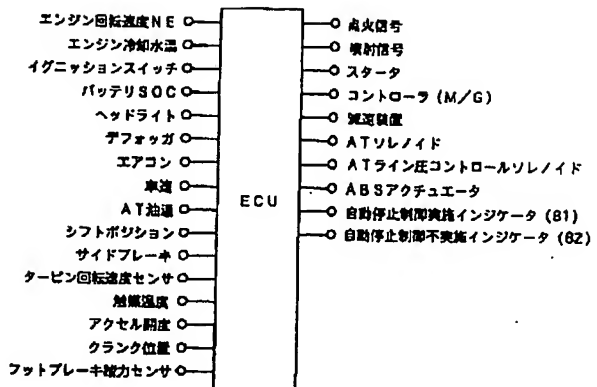 エンジン回転速度NE
エンジン冷却水温
イグニッションスイッチ
バッテリSOC
ヘッドライト
デフォッガ
エアコン
車速
AT油温
シフトポジション
サイドブレーキ
タービン回転速度センサ
触媒温度
アクセル開度
クランク位置
フットブレーキ踏力センサ
ECU
点火信号
噴射信号
スタータ
コントローラ(M/G)
減速装置
ATソレノイド
ATライン圧コントロールソレノイド
ABSアクチュエータ
自動停止制御実施インジケータ(81)
自動停止制御不実施インジケータ(82)